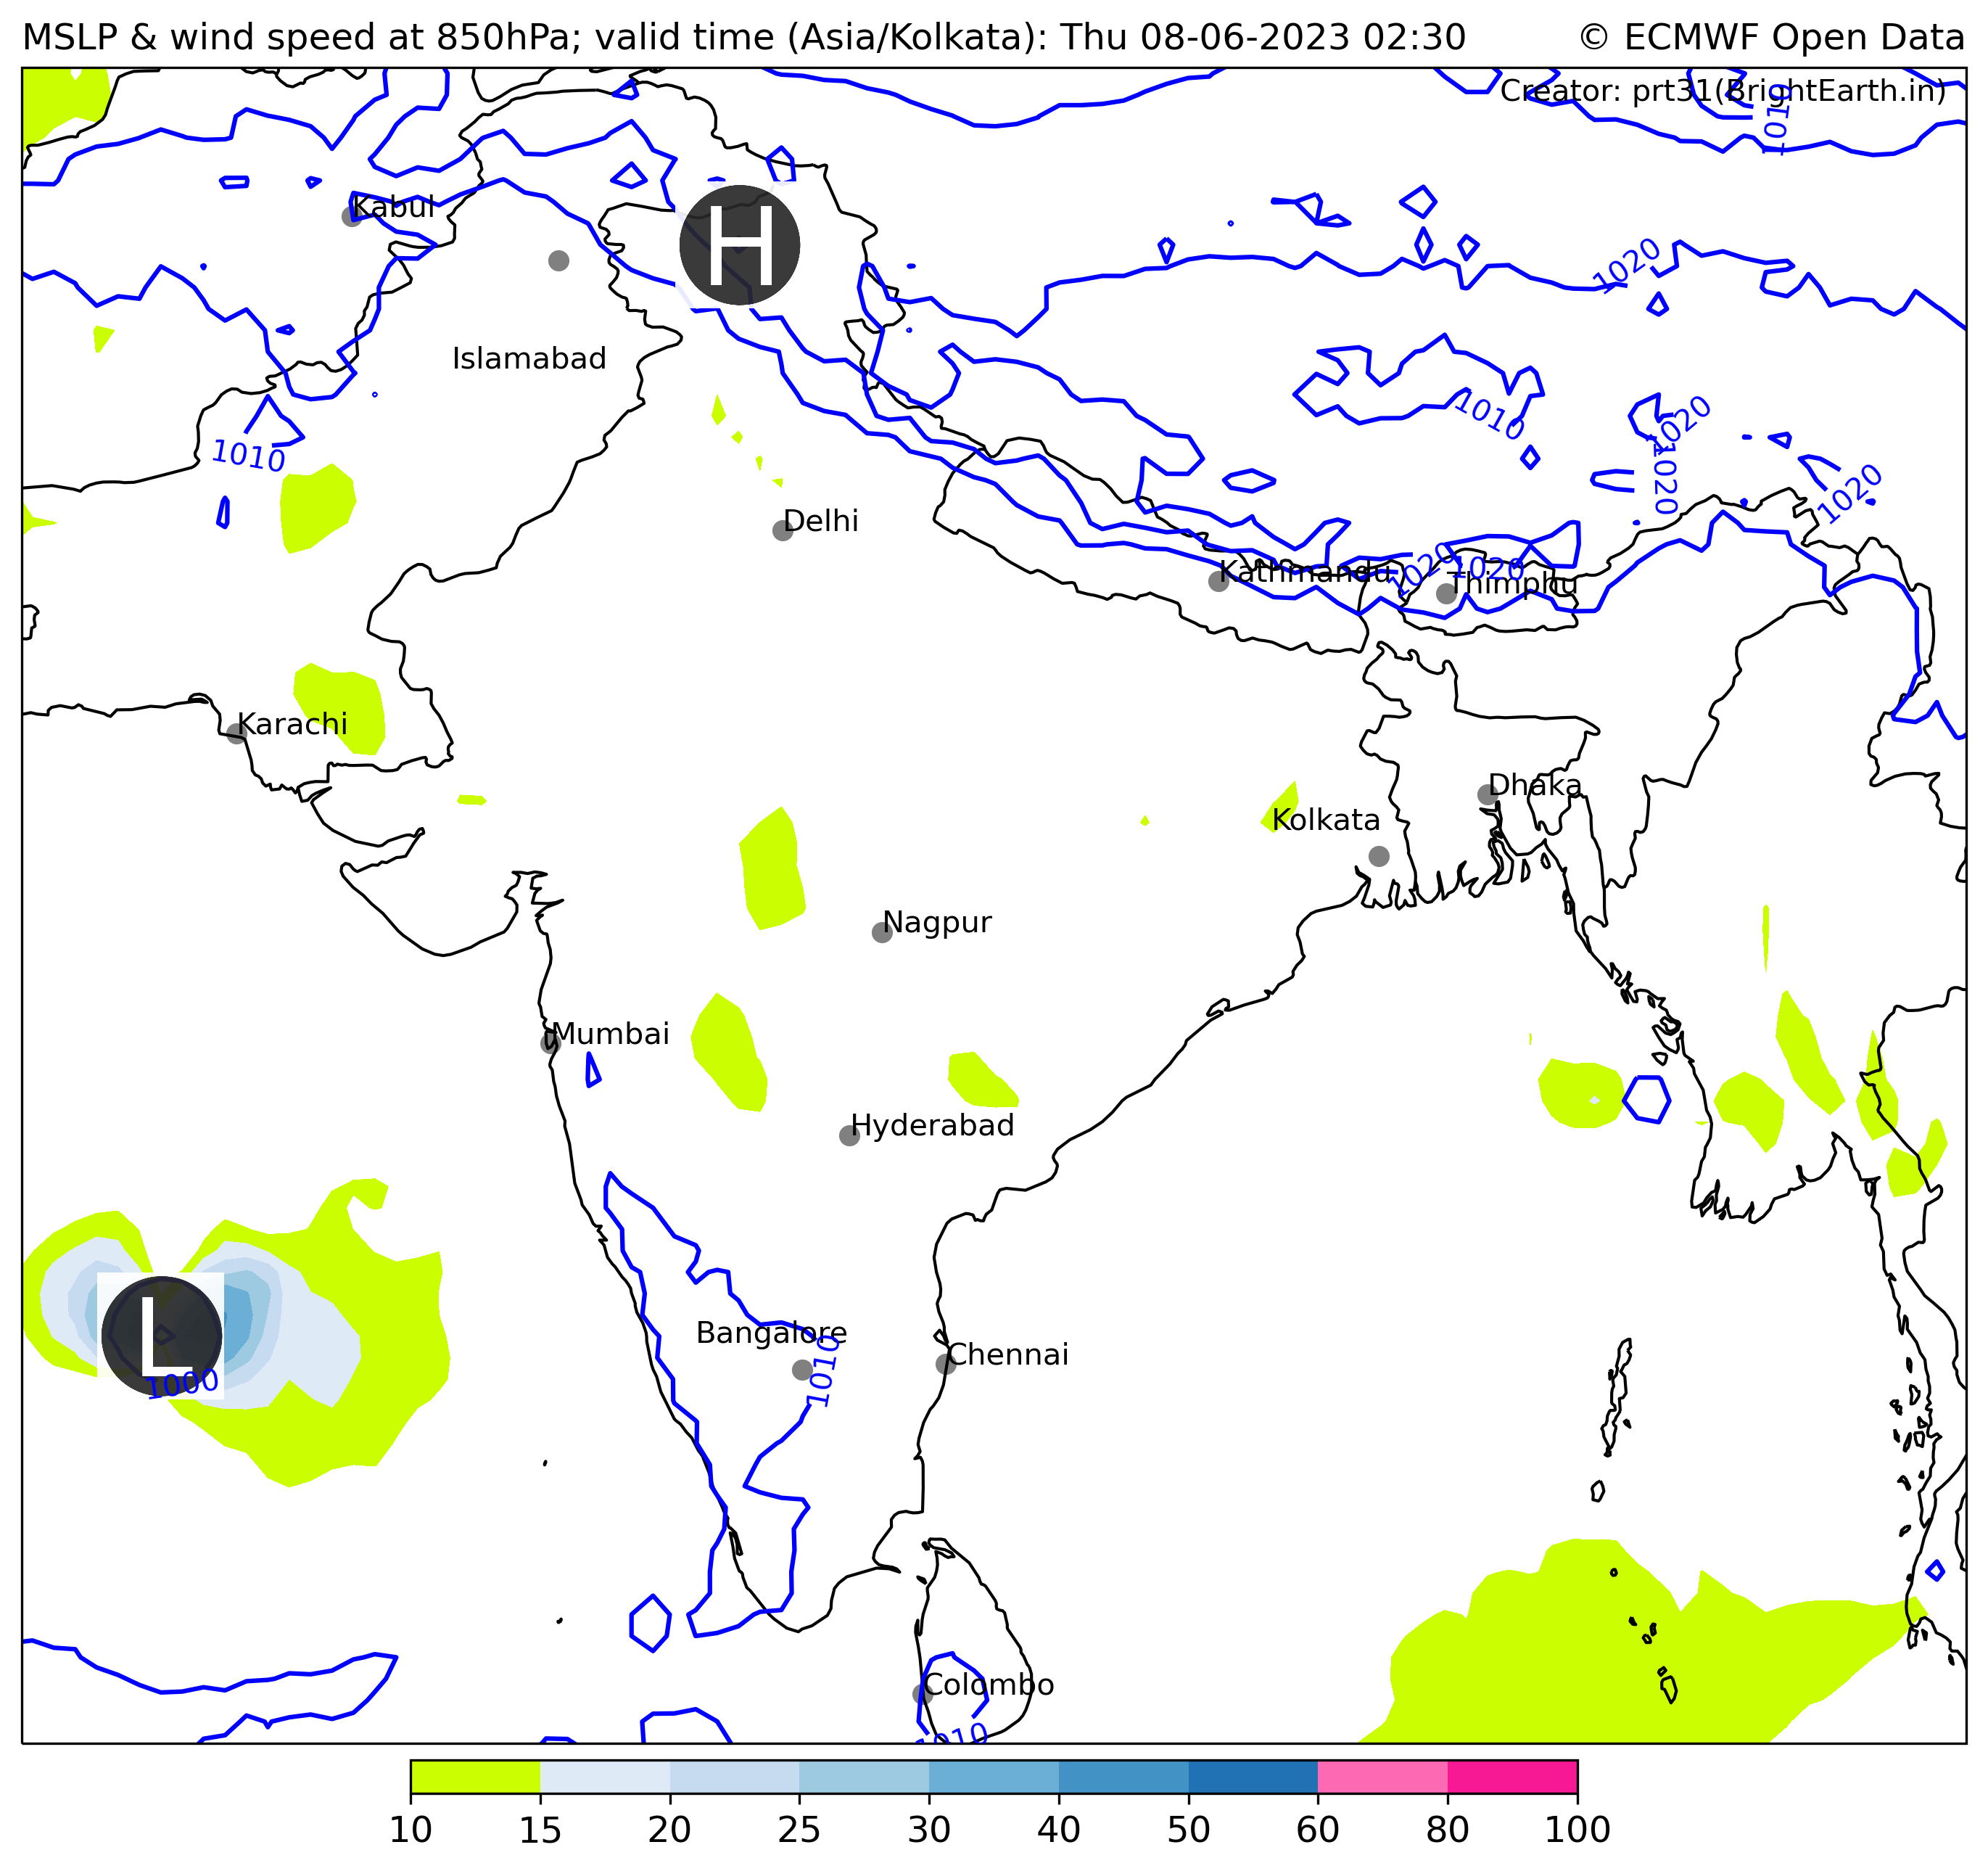 MSLP & wind speed at 850hPa; valid time (Asia/Kolkata): Thu 08-06-2023 02:30
© ECMWF Open Data
Creator: prt31(BrightEarth.in)
1010
Kabul
H
1020
Islamabad
1010
1020
1010
1020
1020
Delhi
Kathmandu
1020
1020
Thimphu
Karachi
Dhaka
Kolkata
Nagpur
Mumbai
Hyderabad
L
1000
Bangalore
1010
Chennai
Colombo
1010
10 15 20 25 30 40 50 60 80 100